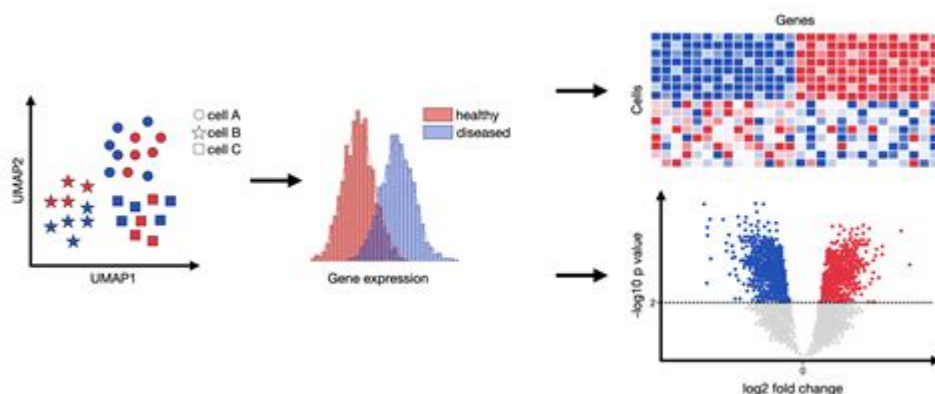 UMAP2
UMAP1
cell A
cell B
cell C
healthy
diseased
Gene expression
Genes
Cells
–log10 p value
2
0
log2 fold change